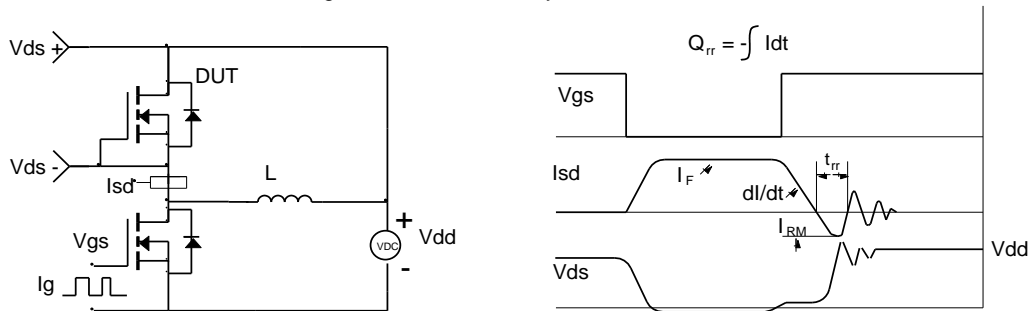 Vds +
DUT
Vds -
Isd
L
Vgs
+
VDC
Vdd
-
Ig
Qrr = -∫ Idt
Vgs
Isd
IF
dI/dt
trr
IRM
Vdd
Vds